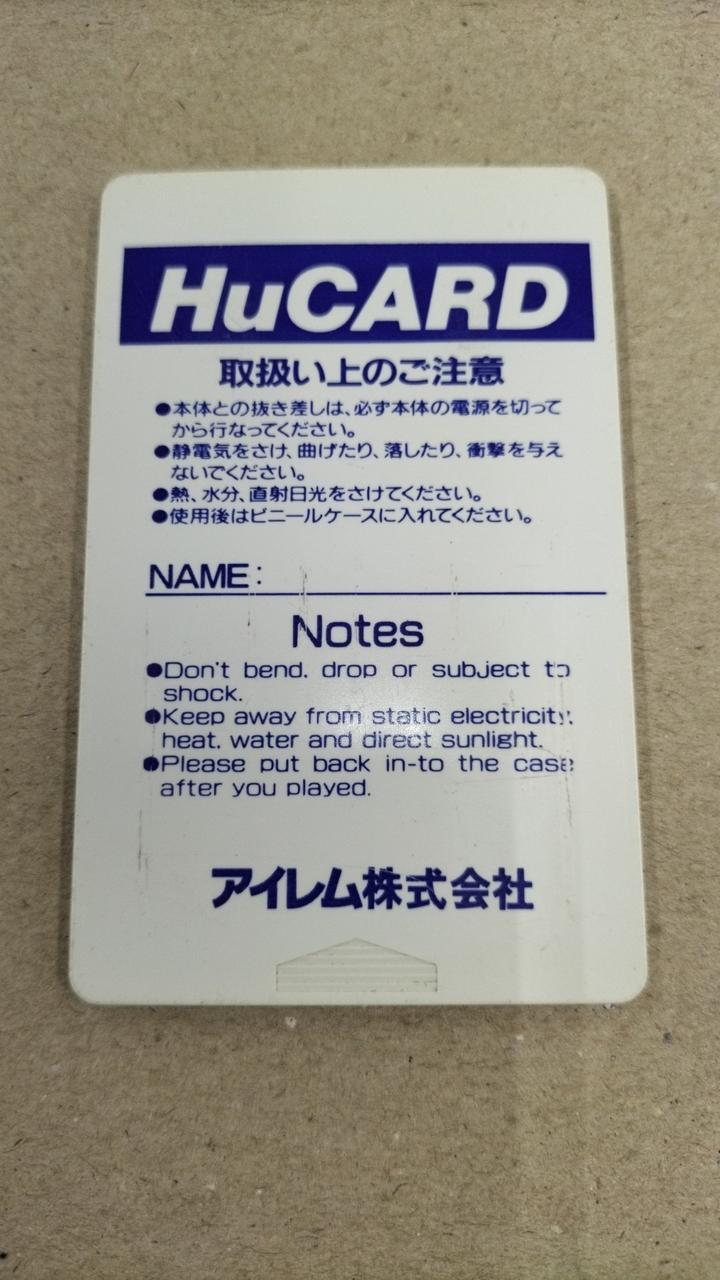 HuCARD
取扱い上のご注意
●本体との抜き差しは、必ず本体の電源を切って
から行なってください。
●静電気をさけ、曲げたり、落したり、衝撃を与え
ないでください。
●熱、水分、直射日光をさけてください。
●使用後はビニールケースに入れてください。
NAME:
Notes
●Don't bend. drop or subject to
shock.
●Keep away from static electricity.
heat. water and direct sunlight.
●Please put back in-to the case
after you played.
アイレム株式会社